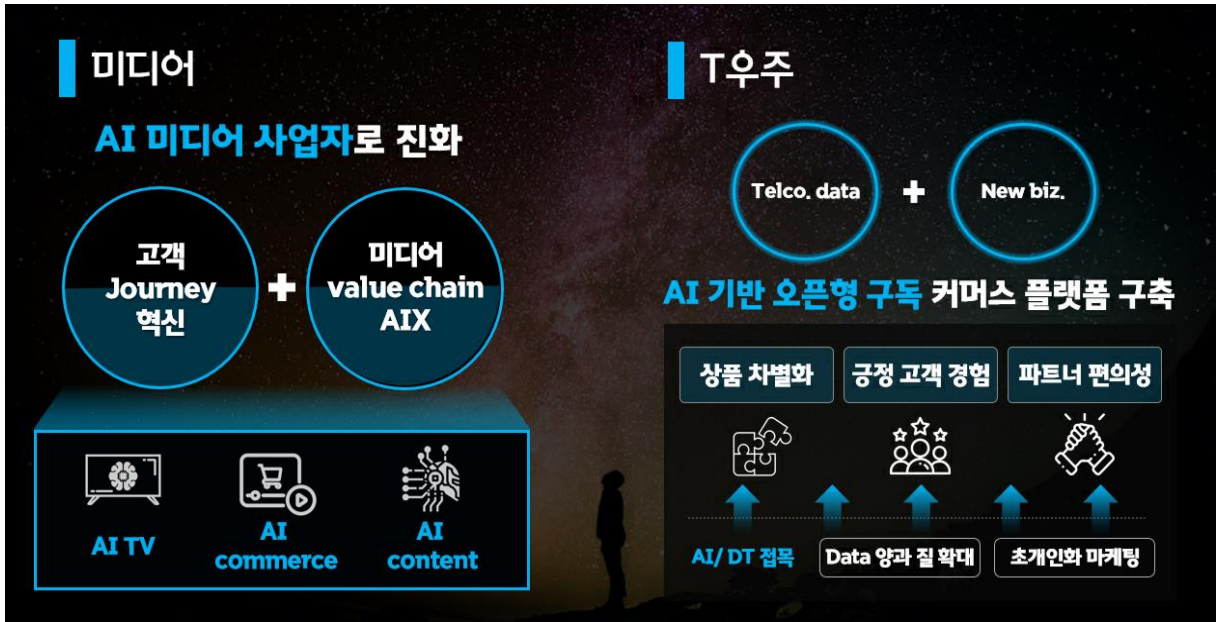 미디어
AI 미디어 사업자로 진화
고객
Journey
혁신
+
미디어
value chain
AIX
AI TV
AI
commerce
AI
content
T우주
Telco. data
+
New biz.
AI 기반 오픈형 구독 커머스 플랫폼 구축
상품 차별화
긍정 고객 경험
파트너 편의성
AI/ DT 접목
Data 양과 질 확대
초개인화 마케팅